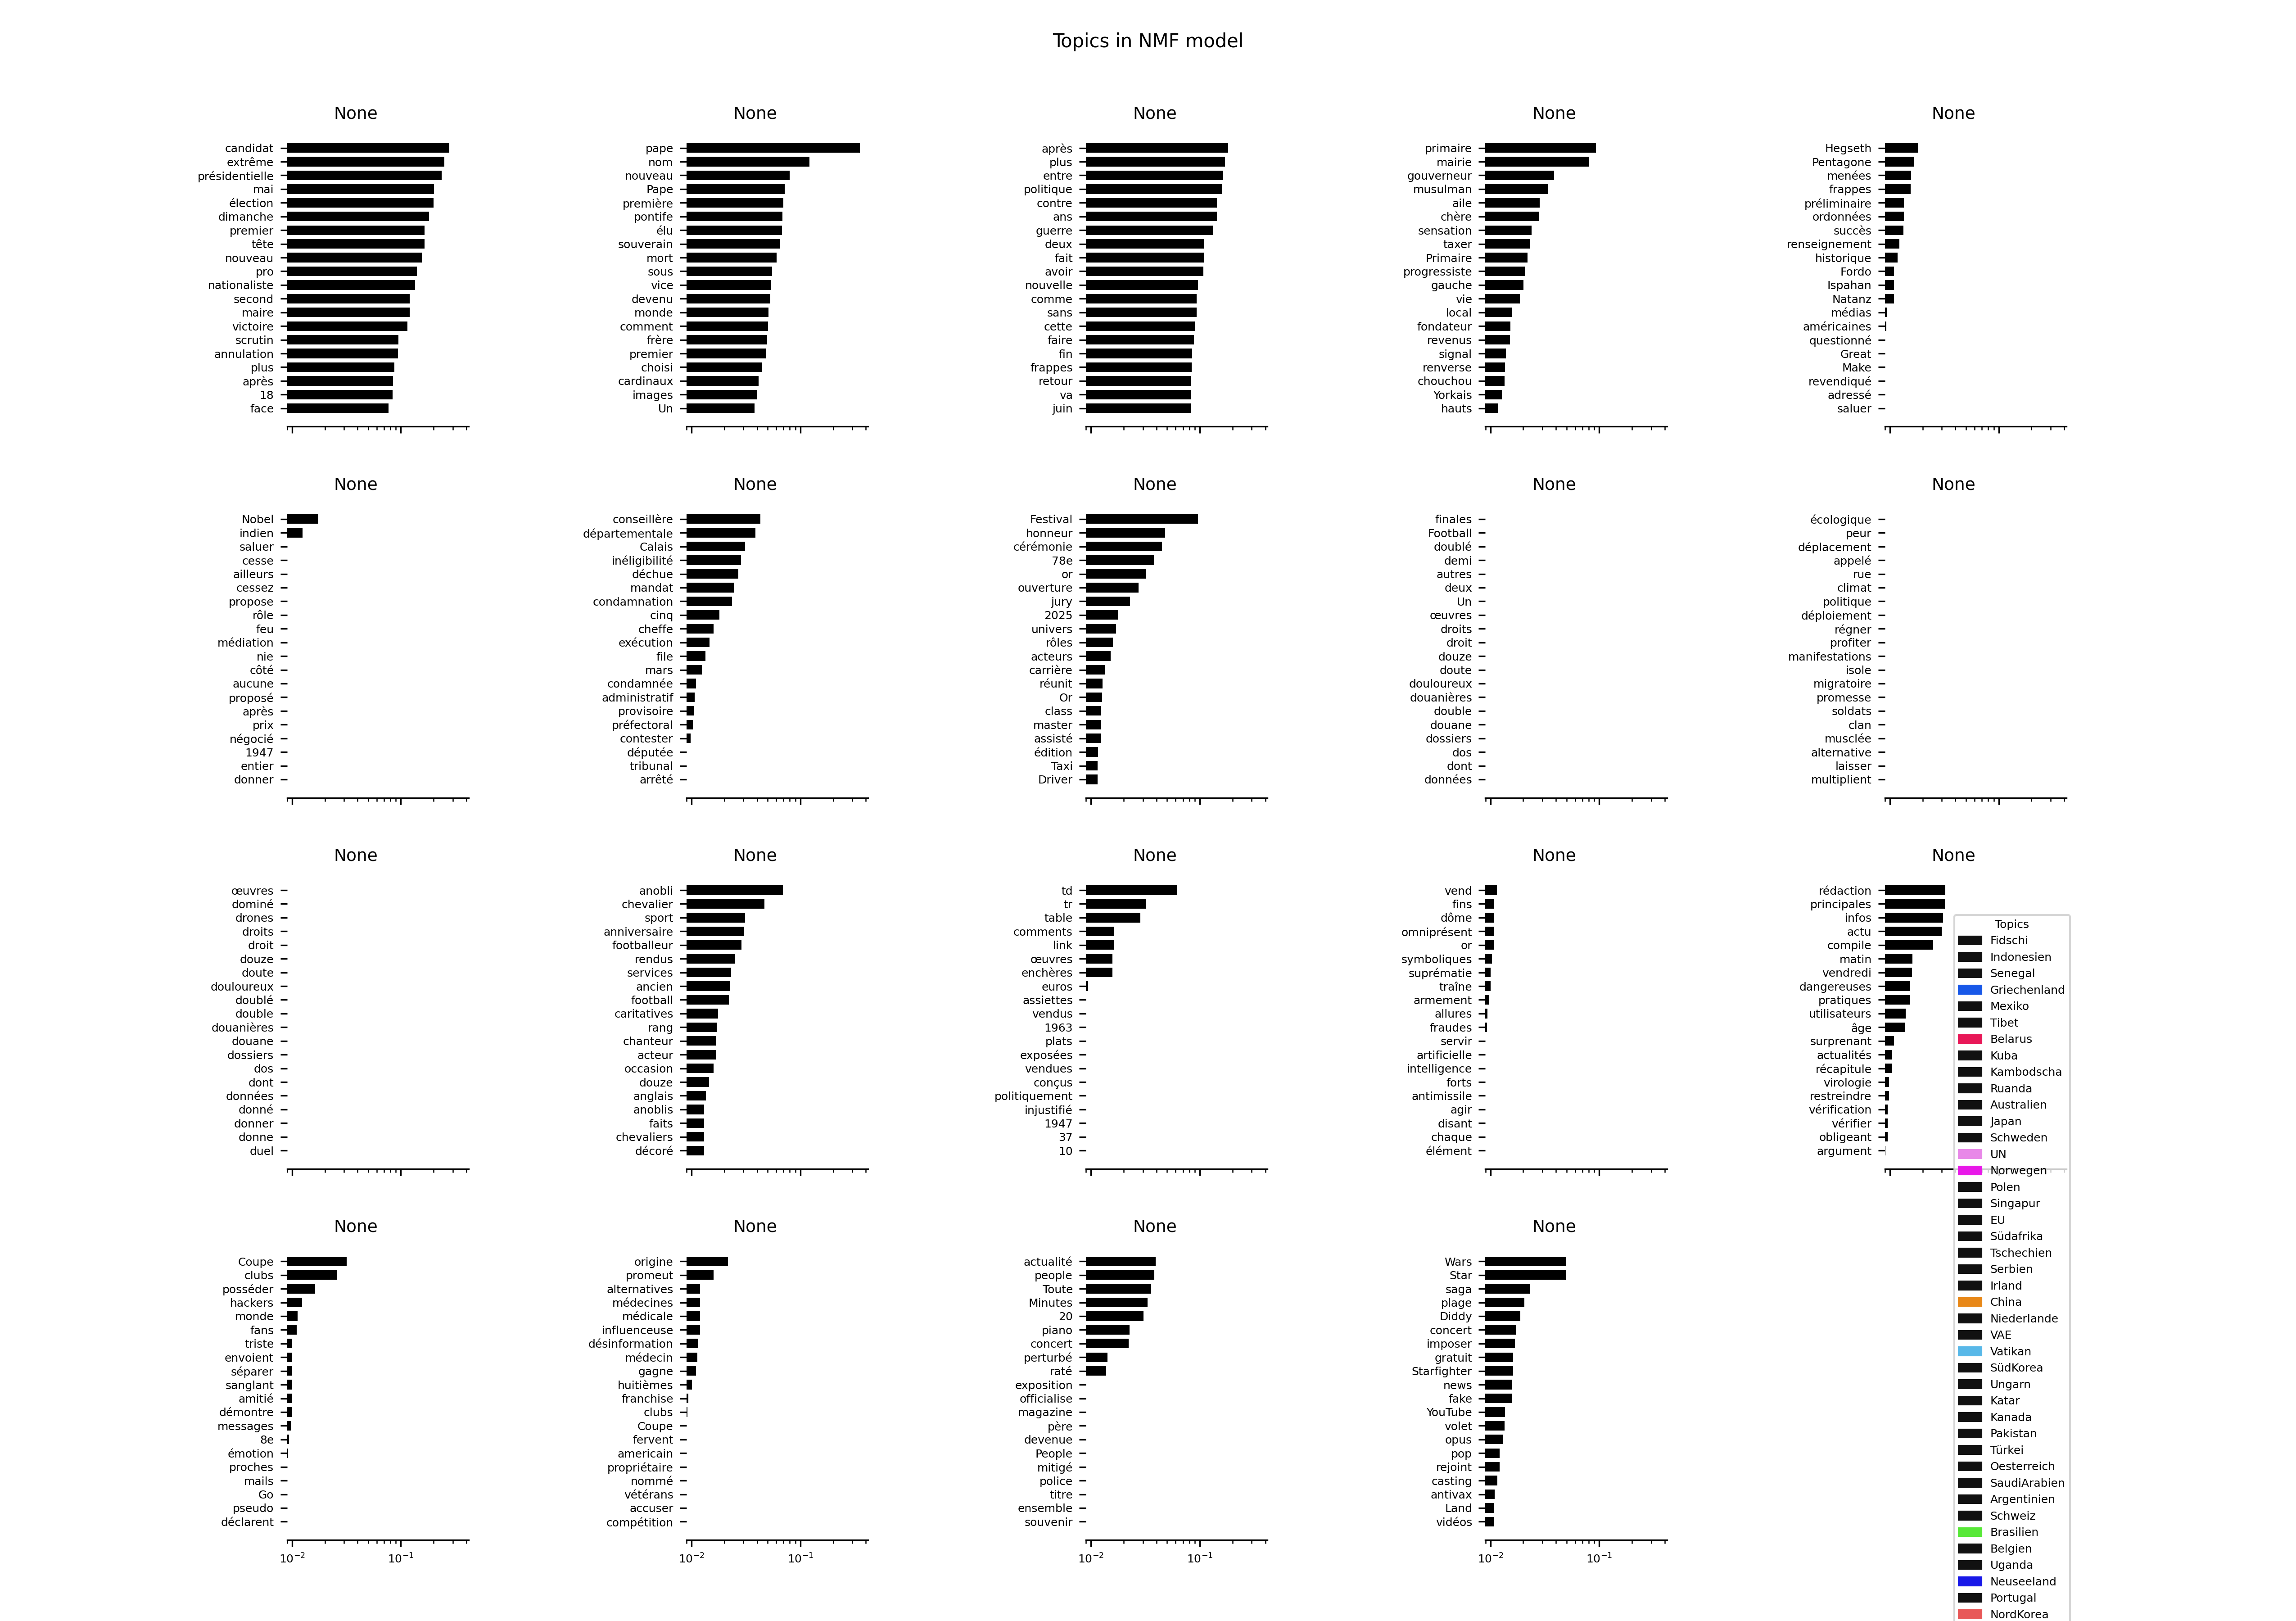 Topics in NMF model
None
candidat
extrême
présidentielle
mai
élection
dimanche
premier
tête
nouveau
pro
nationaliste
second
maire
victoire
scrutin
annulation
plus
après
18
face
None
pape
nom
nouveau
Pape
première
pontife
élu
souverain
mort
sous
vice
devenu
monde
comment
frère
premier
choisi
cardinaux
images
Un
None
après
plus
entre
politique
contre
ans
guerre
deux
fait
avoir
nouvelle
comme
sans
cette
faire
fin
frappes
retour
va
juin
None
primaire
mairie
gouverneur
musulman
aile
chère
sensation
taxer
Primaire
progressiste
gauche
vie
local
fondateur
revenus
signal
renverse
chouchou
Yorkais
hauts
None
Hegseth
Pentagone
menées
frappes
préliminaire
ordonnées
succès
renseignement
historique
Fordo
Ispahan
Natanz
médias
américaines
questionné
Great
Make
revendiqué
adressé
saluer
None
Nobel
indien
saluer
cesse
ailleurs
cessez
propose
rôle
feu
médiation
nie
côté
aucune
proposé
après
prix
négocié
1947
entier
donner
None
conseillère
départementale
Calais
inéligibilité
déchue
mandat
condamnation
cinq
cheffe
exécution
file
mars
condamnée
administratif
provisoire
préfectoral
contester
députée
tribunal
arrêté
None
Festival
honneur
cérémonie
78e
or
ouverture
jury
2025
univers
rôles
acteurs
carrière
réunit
Or
class
master
assisté
édition
Taxi
Driver
None
finales
Football
doublé
demi
autres
deux
Un
œuvres
droits
droit
douze
doute
douloureux
douanières
double
douane
dossiers
dos
dont
données
None
écologique
peur
déplacement
appelé
rue
climat
politique
déploiement
régner
profiter
manifestations
isole
migratoire
promesse
soldats
clan
musclée
alternative
laisser
multiplient
None
œuvres
dominé
drones
droits
droit
douze
doute
douloureux
doublé
double
douanières
douane
dossiers
dos
dont
données
donné
donner
donne
duel
None
anobli
chevalier
sport
anniversaire
footballeur
rendus
services
ancien
football
caritatives
rang
chanteur
acteur
occasion
douze
anglais
anoblis
faits
chevaliers
décoré
None
td
tr
table
comments
link
œuvres
enchères
euros
assiettes
vendus
1963
plats
exposées
vendues
conçus
politiquement
injustifié
1947
37
10
None
vend
fins
dôme
omniprésent
or
symboliques
suprématie
traîne
armement
allures
fraudes
servir
artificielle
intelligence
forts
antimissile
agir
disant
chaque
élément
None
rédaction
principales
infos
actu
compile
matin
vendredi
dangereuses
pratiques
utilisateurs
âge
surprenant
actualités
récapitule
virologie
restreindre
vérification
vérifier
obligeant
argument
None
Coupe
clubs
posséder
hackers
monde
fans
triste
envoient
séparer
sanglant
amitié
démontre
messages
8e
émotion
proches
mails
Go
pseudo
déclarent
10⁻² 10⁻¹
None
origine
promeut
alternatives
médecines
médicale
influenceuse
désinformation
médecin
gagne
huitièmes
franchise
clubs
Coupe
fervent
americain
propriétaire
nommé
vétérans
accuser
compétition
10⁻² 10⁻¹
None
actualité
people
Toute
Minutes
20
piano
concert
perturbé
raté
exposition
officialise
magazine
père
devenue
People
mitigé
police
titre
ensemble
souvenir
10⁻² 10⁻¹
None
Wars
Star
saga
plage
Diddy
concert
imposer
gratuit
Starfighter
news
fake
YouTube
volet
opus
pop
rejoint
casting
antivax
Land
vidéos
10⁻² 10⁻¹
Topics
Fidschi
Indonesien
Senegal
Griechenland
Mexiko
Tibet
Belarus
Kuba
Kambodscha
Ruanda
Australien
Japan
Schweden
UN
Norwegen
Polen
Singapur
EU
Südafrika
Tschechien
Serbien
Irland
China
Niederlande
VAE
Vatikan
SüdKorea
Ungarn
Katar
Kanada
Pakistan
Türkei
Oesterreich
SaudiArabien
Argentinien
Schweiz
Brasilien
Belgien
Uganda
Neuseeland
Portugal
NordKorea